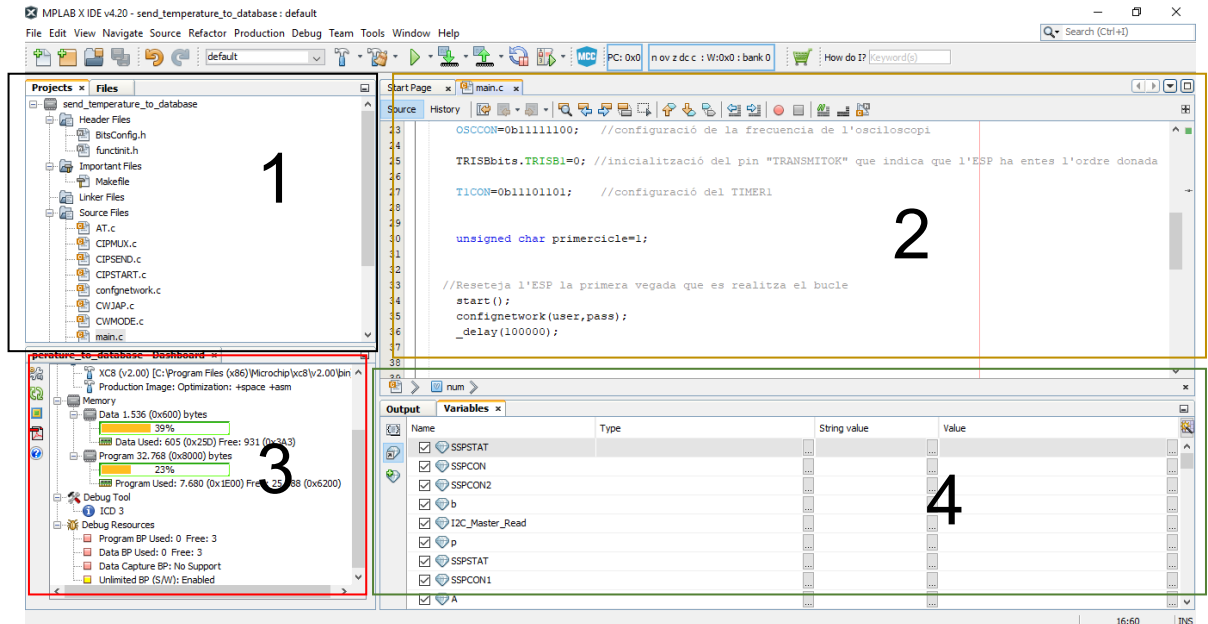 MPLAB X IDE v4.20 - send_temperature_to_database : default
File Edit View Navigate Source Refactor Production Debug Team Tools Window Help
Search (Ctrl+I)
default
MCC
PC: 0x0
n ov z dc c : W:0x0 : bank 0
How do I?
Keyword(s)
Projects × Files
send_temperature_to_database
Header Files
BitsConfig.h
functinit.h
Important Files
Makefile
Linker Files
Source Files
AT.c
CIPMUX.c
CIPSEND.c
CIPSTART.c
confgnetwork.c
CWJAP.c
CWMODE.c
main.c
1
Start Page × main.c ×
Source History
23 OSCCON=0b11111100; //configuració de la frecuencia de l'osciloscopi
24
25 TRISBbits.TRISB1=0; //inicialització del pin "TRANSMITOK" que indica que l'ESP ha entes l'ordre donada
26
27 T1CON=0b11101101; //configuració del TIMER1
28
29
30 unsigned char primercicle=1;
31
32
33 //Reseteja l'ESP la primera vegada que es realitza el bucle
34 start();
35 confignetwork(user,pass);
36 _delay(100000);
37
38
39
2
num
perature_to_database - Dashboard ×
XC8 (v2.00) [C:\Program Files (x86)\Microchip\xc8\v2.00\bin
Production Image: Optimization: +space +asm
Memory
Data 1.536 (0x600) bytes
39%
Data Used: 605 (0x25D) Free: 931 (0x3A3)
Program 32.768 (0x8000) bytes
23%
Program Used: 7.680 (0x1E00) (0x6200)
Debug Tool
ICD 3
Debug Resources
Program BP Used: 0 Free: 3
Data BP Used: 0 Free: 3
Data Capture BP: No Support
Unlimited BP (S/W): Enabled
3
Output Variables ×
Name Type String value Value
SSPSTAT
SSPCON
SSPCON2
b
I2C_Master_Read
p
SSPSTAT
SSPCON1
A
4
16:60 INS